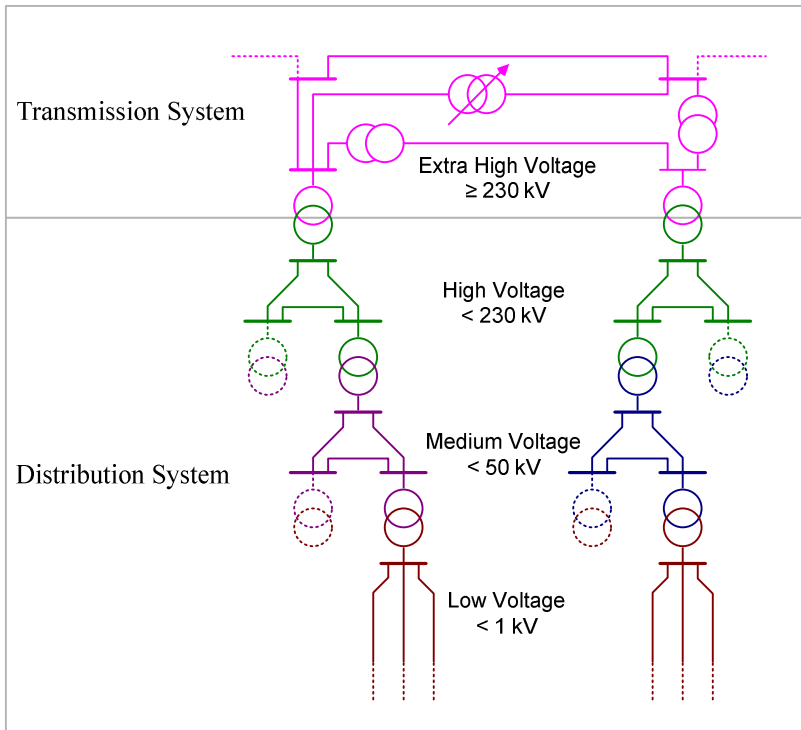 Transmission System
Extra High Voltage
≥ 230 kV
High Voltage
< 230 kV
Medium Voltage
< 50 kV
Distribution System
Low Voltage
< 1 kV